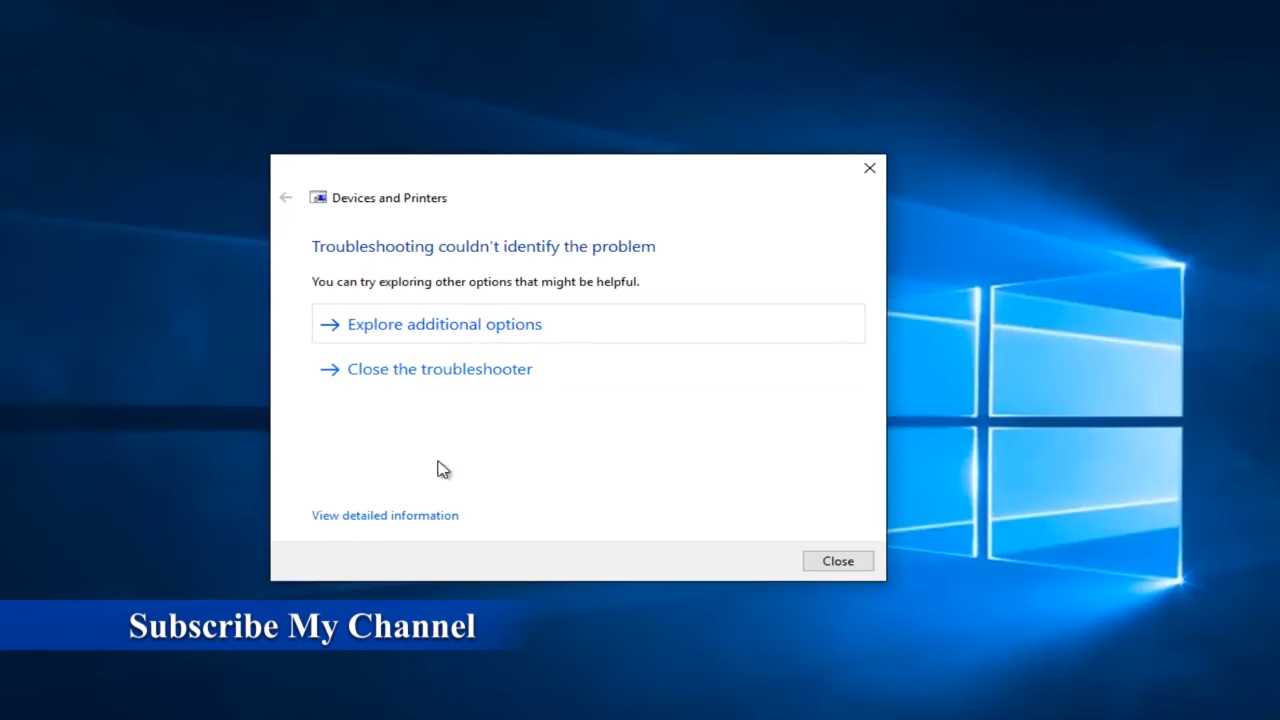 Devices and Printers
Troubleshooting couldn't identify the problem
You can try exploring other options that might be helpful.
Explore additional options
Close the troubleshooter
View detailed information
Close
Subscribe My Channel